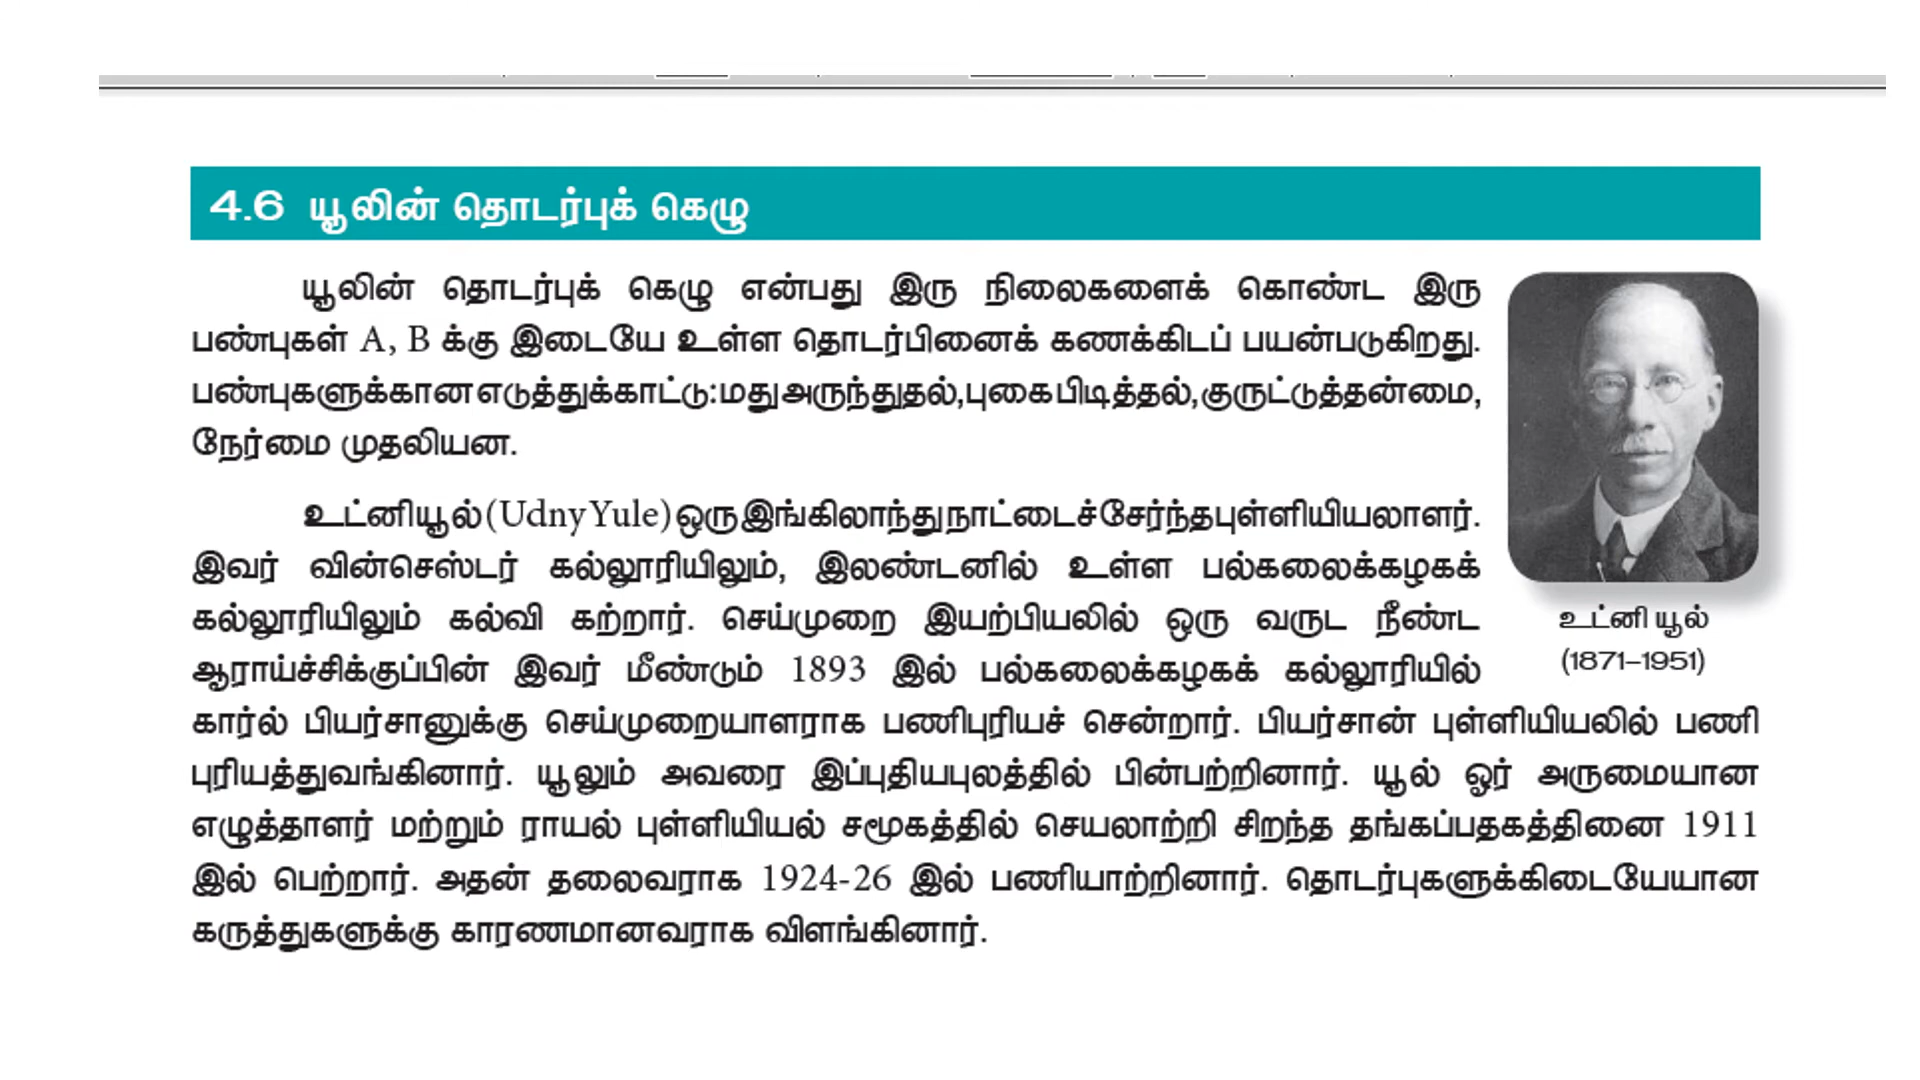 4.6 யூலின் தொடர்புக் கெழு
யூலின் தொடர்புக் கெழு என்பது இரு நிலைகளைக் கொண்ட இரு
பண்புகள் A, B க்கு இடையே உள்ள தொடர்பினைக் கணக்கிடப் பயன்படுகிறது.
பண்புகளுக்கான எடுத்துக்காட்டு: மது அருந்துதல், புகை பிடித்தல், குருட்டுத்தன்மை,
நேர்மை முதலியன.
உட்னி யூல் (Udny Yule) ஒரு இங்கிலாந்து நாட்டைச் சேர்ந்த புள்ளியியலாளர்.
இவர் வின்செஸ்டர் கல்லூரியிலும், இலண்டனில் உள்ள பல்கலைக்கழகக்
கல்லூரியிலும் கல்வி கற்றார். செய்முறை இயற்பியலில் ஒரு வருட நீண்ட
ஆராய்ச்சிக்குப்பின் இவர் மீண்டும் 1893 இல் பல்கலைக்கழகக் கல்லூரியில்
கார்ல் பியர்சானுக்கு செய்முறையாளராக பணிபுரியச் சென்றார். பியர்சான் புள்ளியியலில் பணி
புரியத்துவங்கினார். யூலும் அவரை இப்புதியபுலத்தில் பின்பற்றினார். யூல் ஓர் அருமையான
எழுத்தாளர் மற்றும் ராயல் புள்ளியியல் சமூகத்தில் செயலாற்றி சிறந்த தங்கப்பதகத்தினை 1911
இல் பெற்றார். அதன் தலைவராக 1924-26 இல் பணியாற்றினார். தொடர்புகளுக்கிடையேயான
கருத்துகளுக்கு காரணமானவராக விளங்கினார்.
உட்னி யூல்
(1871–1951)